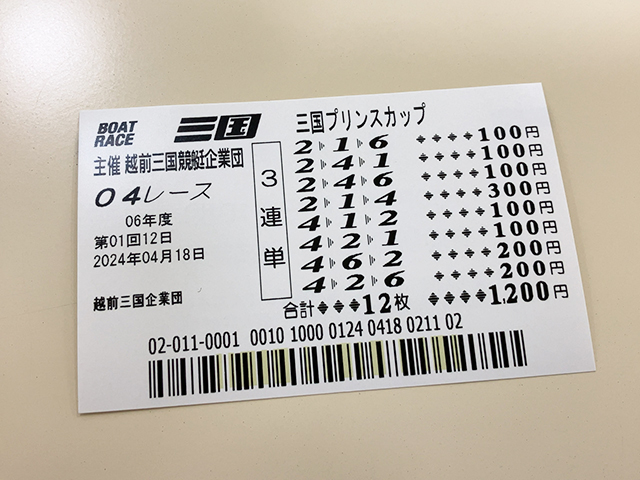 BOAT RACE 三国
主催 越前三国競艇企業団
04レース
06年度
第01回12日
2024年04月18日
越前三国企業団
3連単
三国プリンスカップ
2 1 6 100円
2 4 1 100円
2 4 6 100円
2 1 4 300円
4 1 2 100円
4 2 1 100円
4 6 2 200円
4 2 6 200円
合計 12枚 1,200円
02-011-0001 0010 1000 0124 0418 0211 02